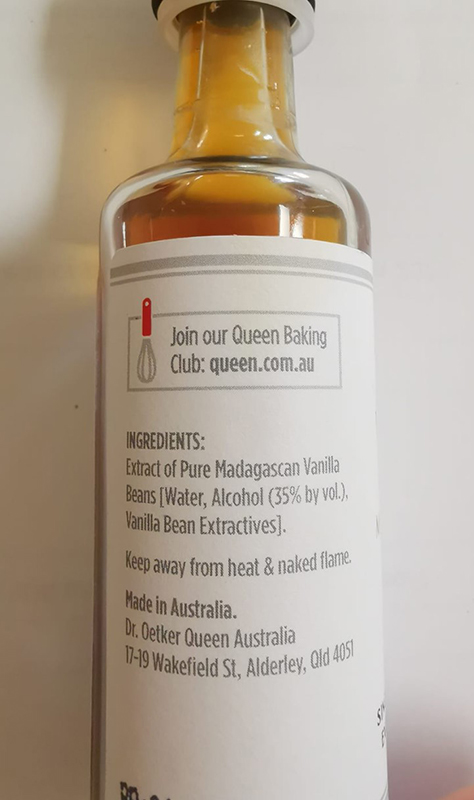 Join our Queen Baking
Club: queen.com.au
INGREDIENTS:
Extract of Pure Madagascan Vanilla
Beans [Water, Alcohol (35% by vol.),
Vanilla Bean Extractives].
Keep away from heat & naked flame.
Made in Australia.
Dr. Oetker Queen Australia
17-19 Wakefield St, Alderley, Qld 4051